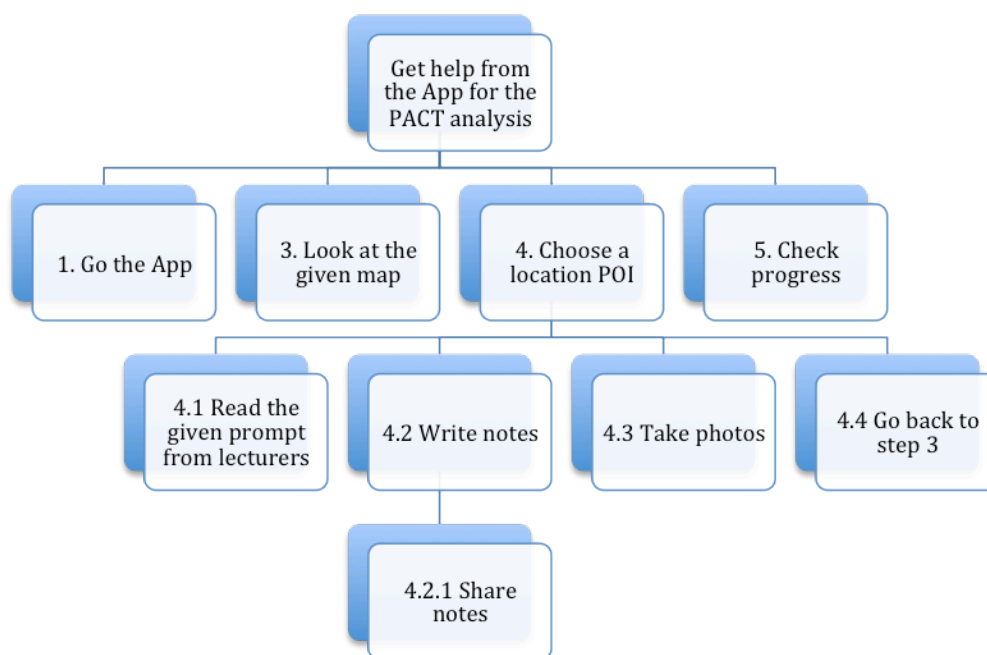 Get help from
the App for the
PACT analysis
1. Go the App
3. Look at the
given map
4. Choose a
location POI
5. Check
progress
4.1 Read the
given prompt
from lecturers
4.2 Write notes
4.3 Take photos
4.4 Go back to
step 3
4.2.1 Share
notes